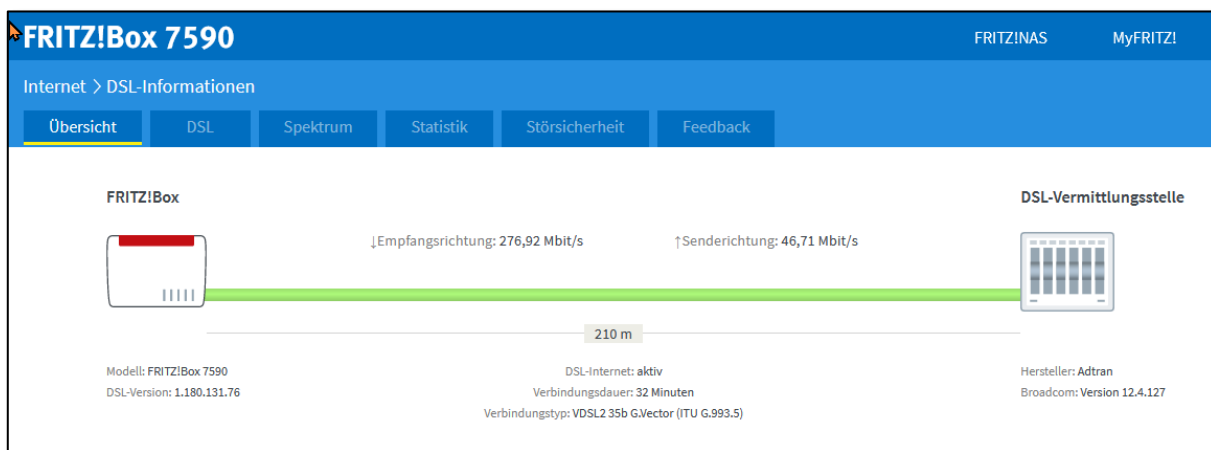 FRITZ!Box 7590 FRITZ!NAS MyFRITZ!
Internet > DSL-Informationen
Übersicht DSL Spektrum Statistik Störsicherheit Feedback
FRITZ!Box DSL-Vermittlungsstelle
↓Empfangsrichtung: 276,92 Mbit/s ↑Senderichtung: 46,71 Mbit/s
210 m
Modell: FRITZ!Box 7590 DSL-Internet: aktiv Hersteller: Adtran
DSL-Version: 1.180.131.76 Verbindungsdauer: 32 Minuten Broadcom: Version 12.4.127
Verbindungstyp: VDSL2 35b G.Vector (ITU G.993.5)